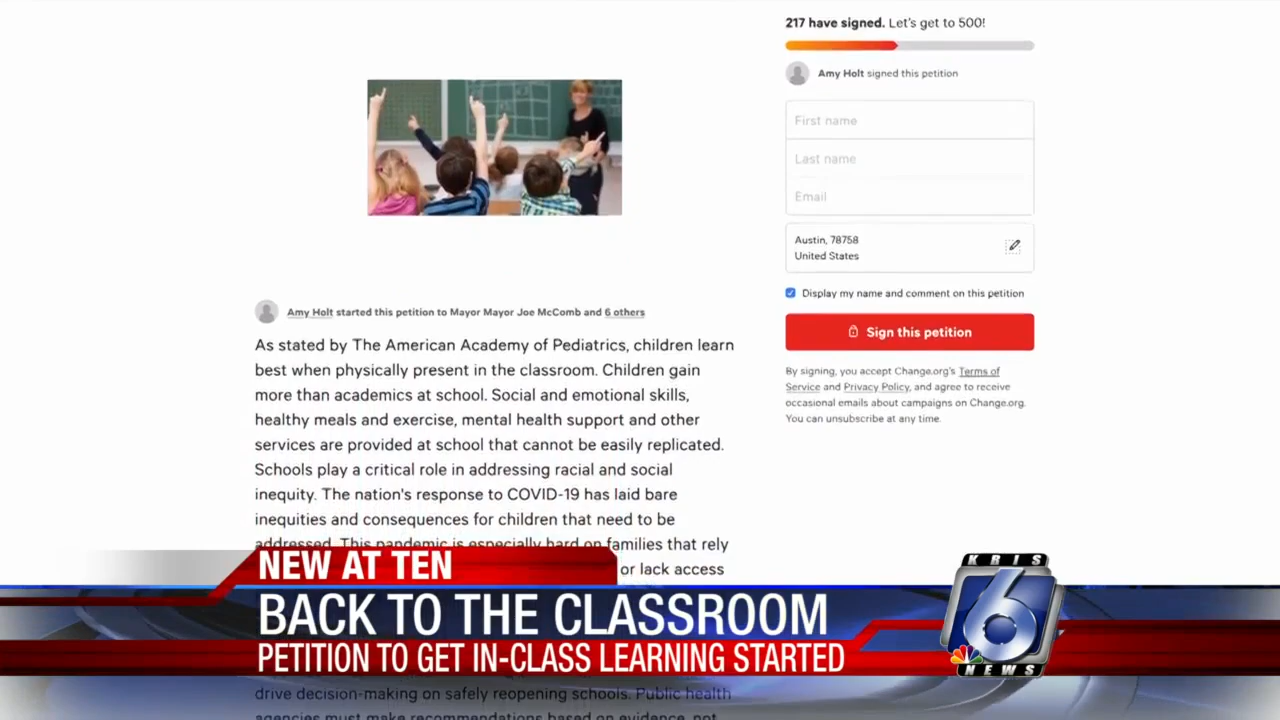 217 have signed. Let's get to 500!
Amy Holt signed this petition
First name
Last name
Email
Austin, 78758
United States
Display my name and comment on this petition
Sign this petition
By signing, you accept Change.org's Terms of
Service and Privacy Policy, and agree to receive
occasional emails about campaigns on Change.org.
You can unsubscribe at any time.
Amy Holt started this petition to Mayor Mayor Joe McComb and 6 others
As stated by The American Academy of Pediatrics, children learn
best when physically present in the classroom. Children gain
more than academics at school. Social and emotional skills,
healthy meals and exercise, mental health support and other
services are provided at school that cannot be easily replicated.
Schools play a critical role in addressing racial and social
inequity. The nation's response to COVID-19 has laid bare
inequities and consequences for children that need to be
addressed. This pandemic is especially hard on families that rely
or lack access
NEW AT TEN
BACK TO THE CLASSROOM
PETITION TO GET IN-CLASS LEARNING STARTED
KRIS
6
NEWS
drive decision-making on safely reopening schools. Public health
agencies must make recommendations based on evidence, not